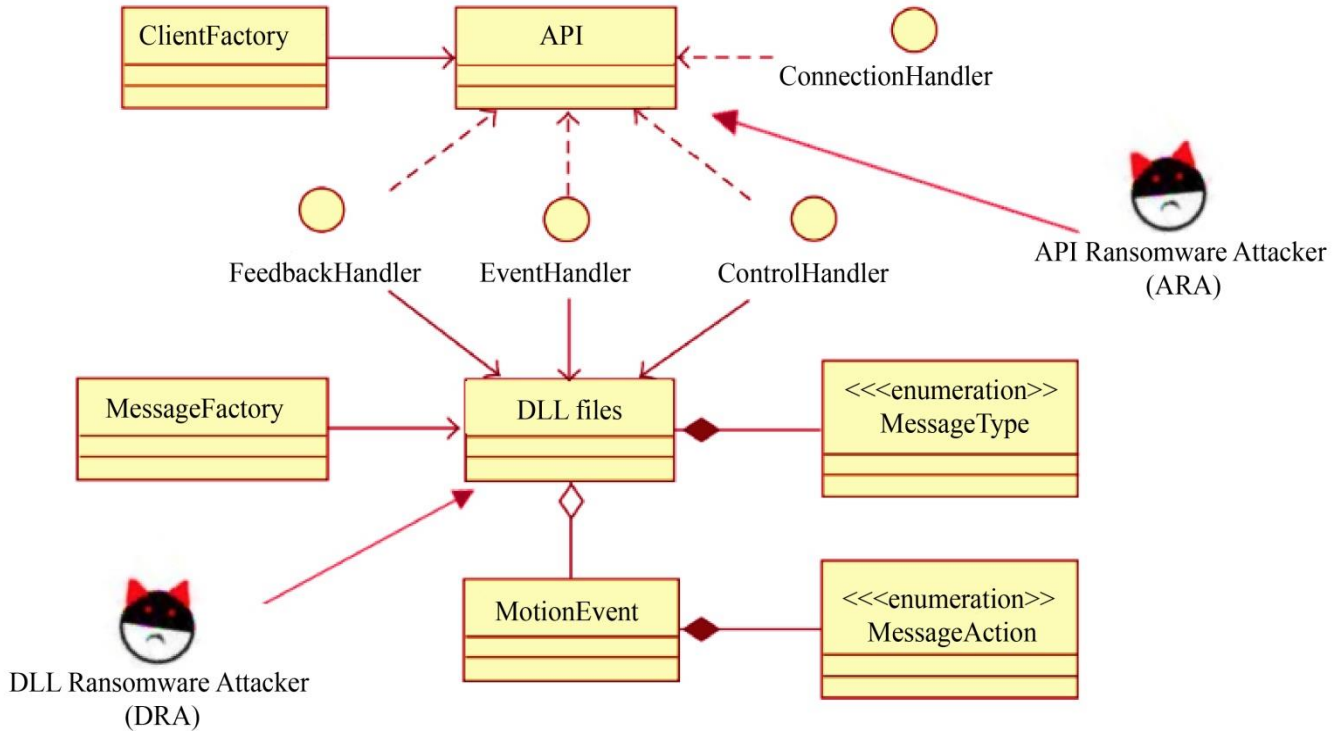 ClientFactory
API
ConnectionHandler
FeedbackHandler
EventHandler
ControlHandler
API Ransomware Attacker
(ARA)
MessageFactory
DLL files
<<<enumeration>>
MessageType
MotionEvent
<<<enumeration>>
MessageAction
DLL Ransomware Attacker
(DRA)